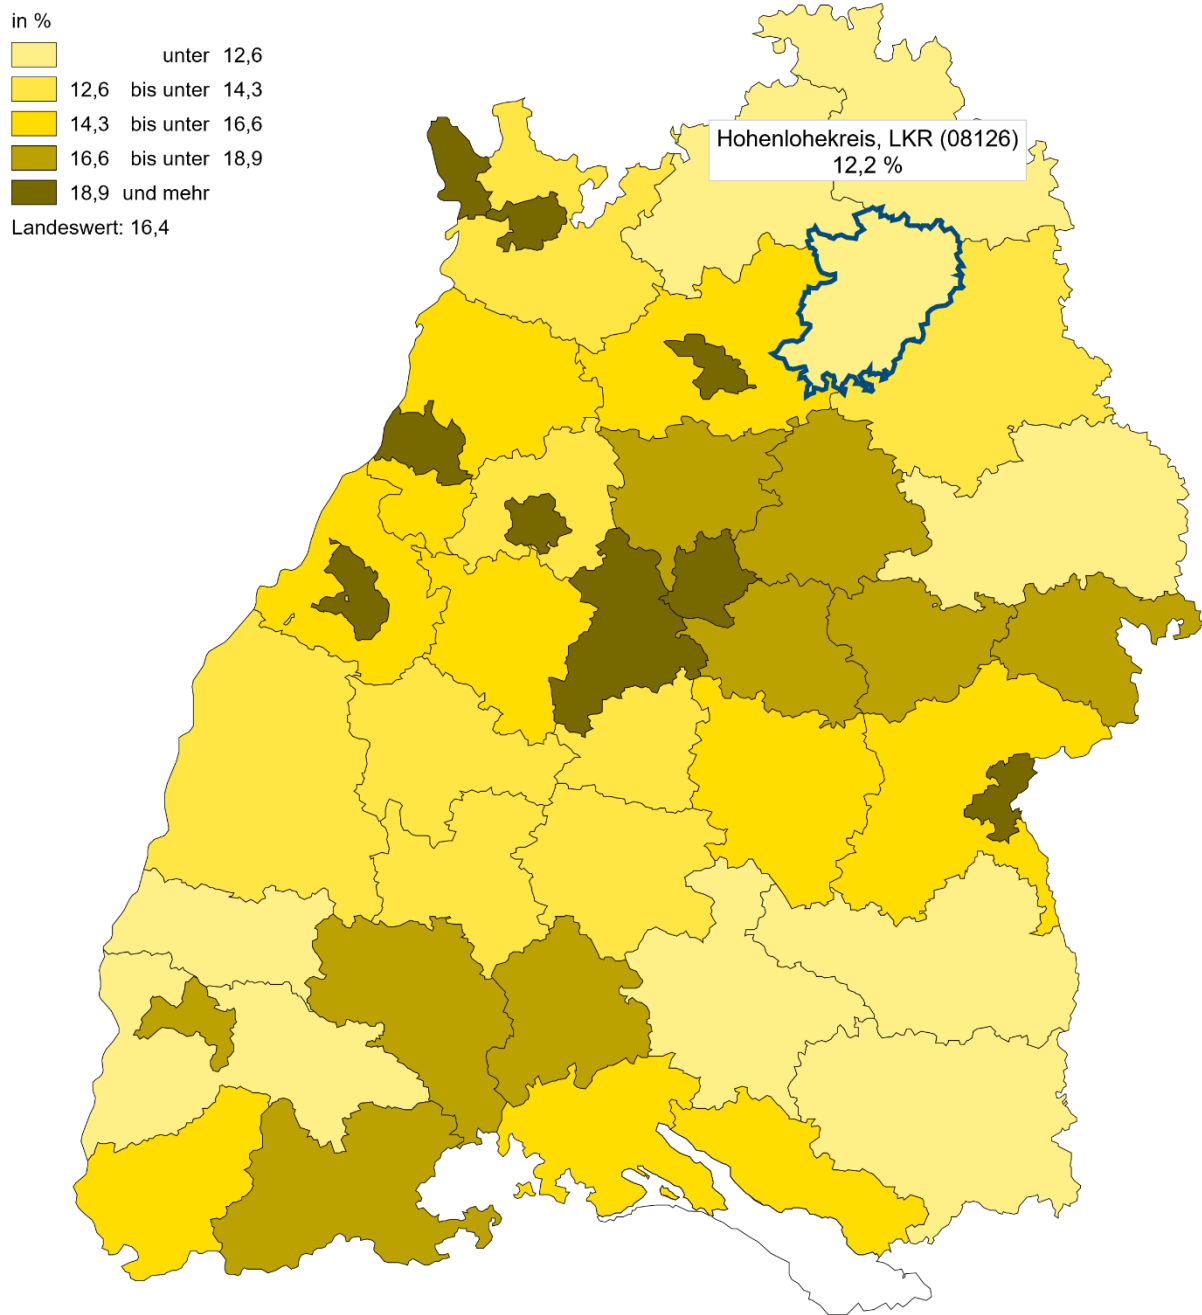 in %
unter 12,6
12,6 bis unter 14,3
14,3 bis unter 16,6
16,6 bis unter 18,9
18,9 und mehr
Landeswert: 16,4
Hohenlohekreis, LKR (08126)
12,2 %